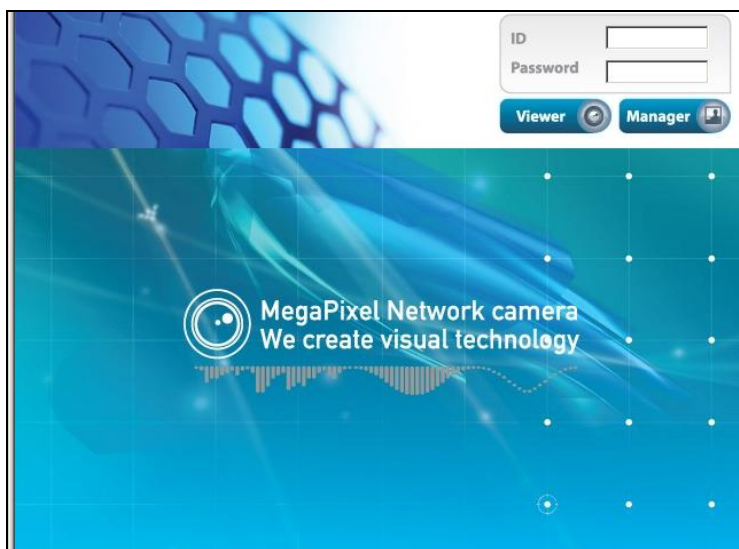 ID
Password
Viewer
Manager
MegaPixel Network camera
We create visual technology